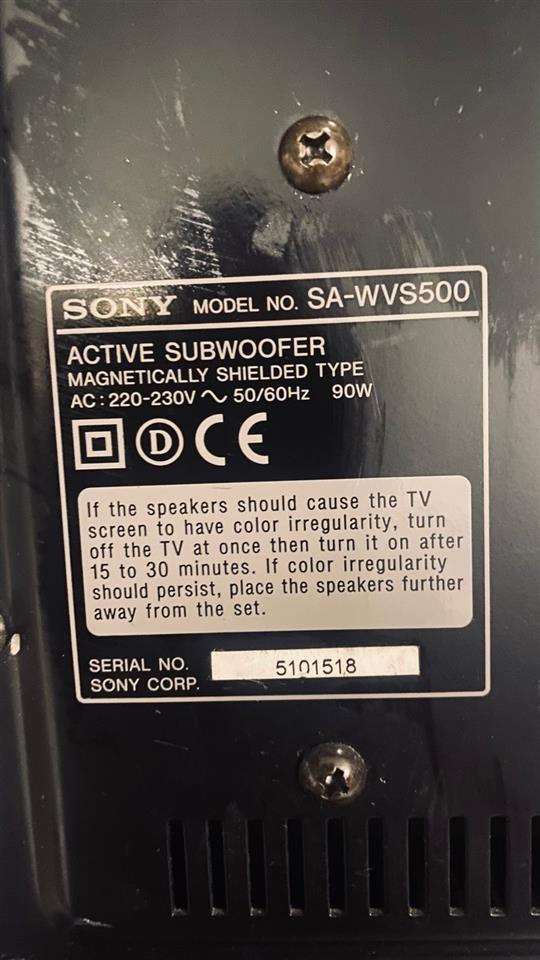 SONY MODEL NO. SA-WVS500
ACTIVE SUBWOOFER
MAGNETICALLY SHIELDED TYPE
AC : 220-230V ~ 50/60Hz 90W
D CE
If the speakers should cause the TV
screen to have color irregularity, turn
off the TV at once then turn it on after
15 to 30 minutes. If color irregularity
should persist, place the speakers further
away from the set.
SERIAL NO. 5101518
SONY CORP.